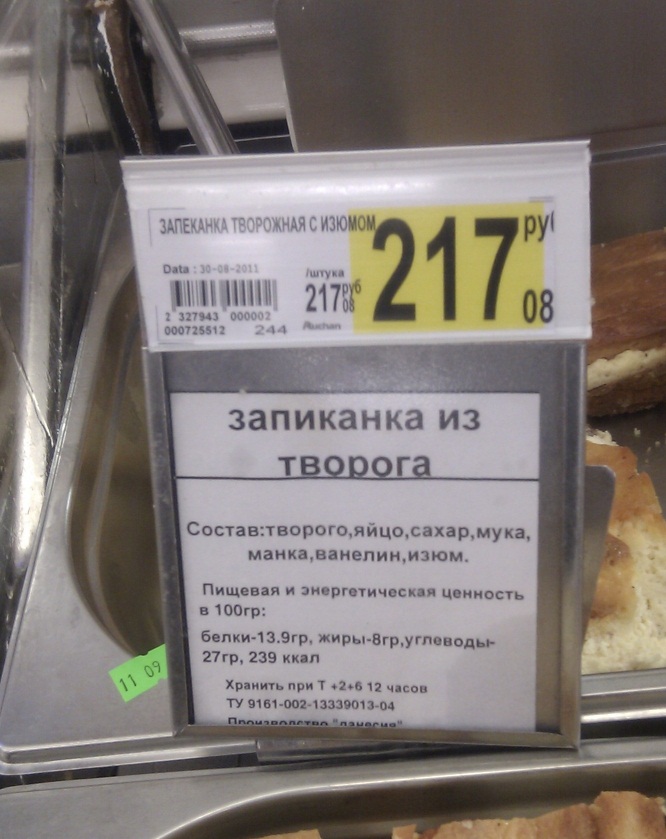 ЗАПЕКАНКА ТВОРОЖНАЯ С ИЗЮМОМ
217 руб 08
Data : 30-08-2011
/штука
217 руб 08
2 327943 000002
000725512 244 Auchan
запиканка из
творога
Состав:творого,яйцо,сахар,мука,
манка,ванелин,изюм.
Пищевая и энергетическая ценность
в 100гр:
белки-13.9гр, жиры-8гр,углеводы-
27гр, 239 ккал
Хранить при Т +2+6 12 часов
ТУ 9161-002-13339013-04
Производство "данесия"
11 09